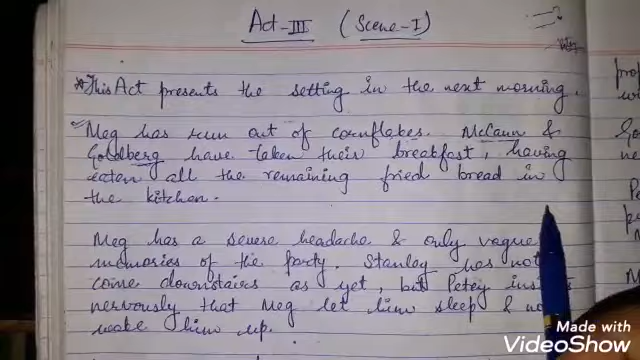 Act-III (Scene-I)
This Act presents the setting in the next morning.
Meg has run out of cornflakes. McCann &
Goldberg have taken their breakfast, having
eaten all the remaining fried bread in
the kitchen.
Meg has a severe headache & only vague
memories of the party. Stanley has not
come downstairs as yet, but Petey
nervously that Meg let him sleep &
wake him up.
Made with
VideoShow